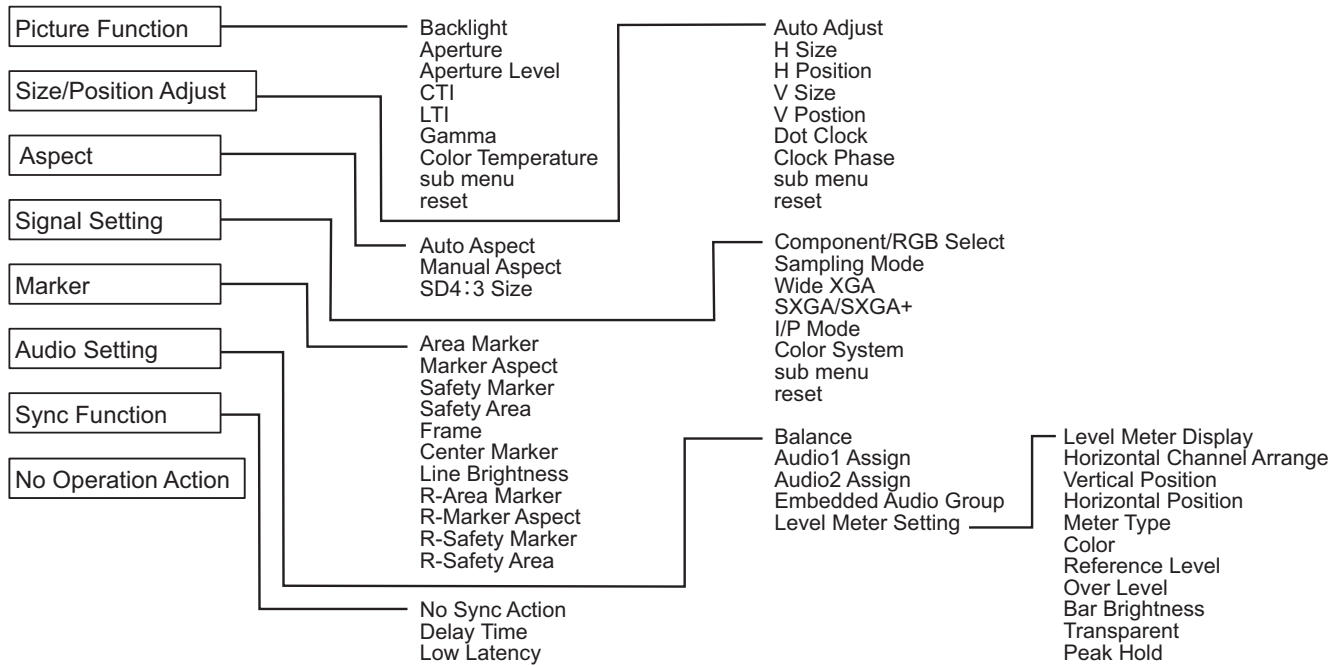 Picture Function
Size/Position Adjust
Aspect
Signal Setting
Marker
Audio Setting
Sync Function
No Operation Action
Backlight
Aperture
Aperture Level
CTI
LTI
Gamma
Color Temperature
sub menu
reset
Auto Aspect
Manual Aspect
SD4:3 Size
Area Marker
Marker Aspect
Safety Marker
Safety Area
Frame
Center Marker
Line Brightness
R-Area Marker
R-Marker Aspect
R-Safety Marker
R-Safety Area
No Sync Action
Delay Time
Low Latency
Auto Adjust
H Size
H Position
V Size
V Postion
Dot Clock
Clock Phase
sub menu
reset
Component/RGB Select
Sampling Mode
Wide XGA
SXGA/SXGA+
I/P Mode
Color System
sub menu
reset
Balance
Audio1 Assign
Audio2 Assign
Embedded Audio Group
Level Meter Setting
Level Meter Display
Horizontal Channel Arrange
Vertical Position
Horizontal Position
Meter Type
Color
Reference Level
Over Level
Bar Brightness
Transparent
Peak Hold